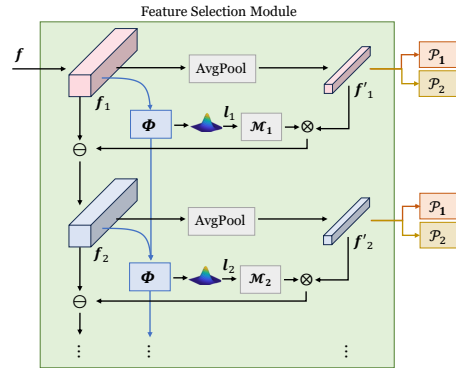 Feature Selection Module
f
AvgPool
𝒫₁
𝒫₂
f₁
f'₁
Φ
l₁
ℳ₁
⊗
⊖
AvgPool
𝒫₁
𝒫₂
f₂
f'₂
Φ
l₂
ℳ₂
⊗
⊖
⋮ ⋮ ⋮